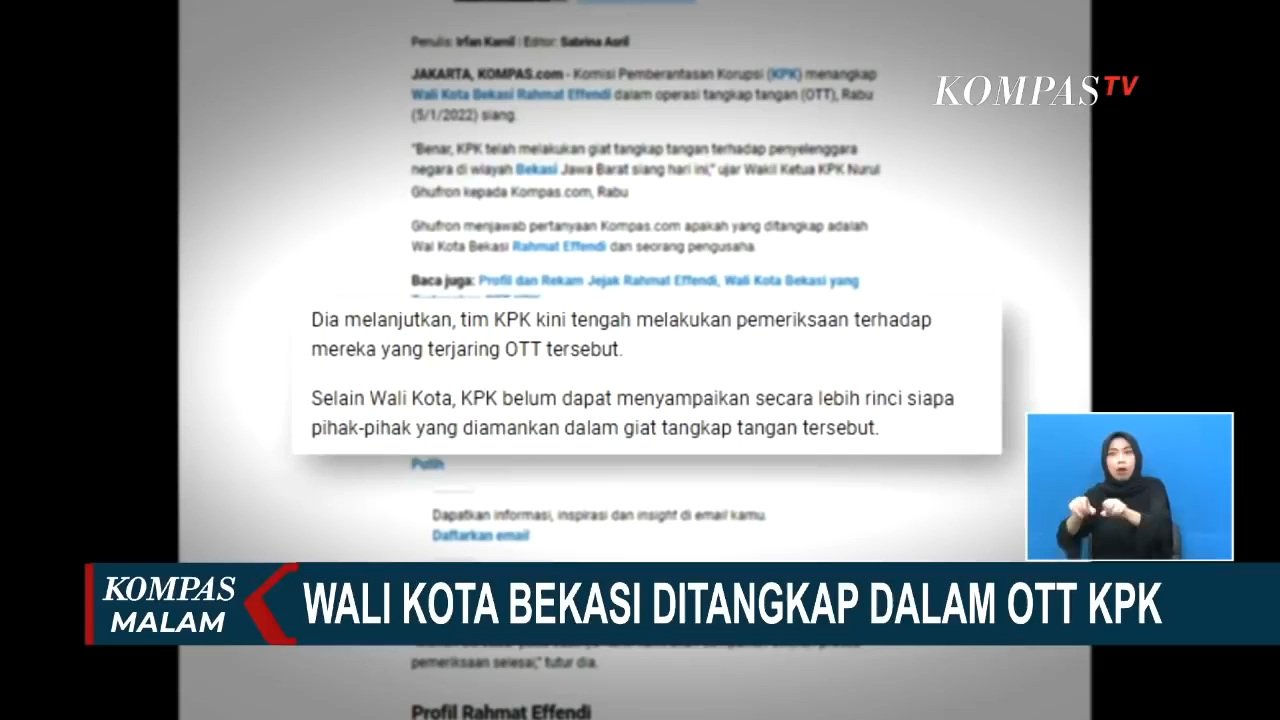 Penulis: Irfan Kamil | Editor: Sabrina Asril
JAKARTA, KOMPAS.com - Komisi Pemberantasan Korupsi (KPK) menangkap
Wali Kota Bekasi Rahmat Effendi dalam operasi tangkap tangan (OTT), Rabu
(5/1/2022) siang.
"Benar, KPK telah melakukan giat tangkap tangan terhadap penyelenggara
negara di wiayah Bekasi Jawa Barat siang hari ini," ujar Wakil Ketua KPK Nurul
Ghufron kepada Kompas.com, Rabu
Ghufron menjawab pertanyaan Kompas.com apakah yang ditangkap adalah
Wal Kota Bekasi Rahmat Effendi dan seorang pengusaha.
Baca juga: Profil dan Rekam Jejak Rahmat Effendi, Wali Kota Bekasi yang
Dia melanjutkan, tim KPK kini tengah melakukan pemeriksaan terhadap
mereka yang terjaring OTT tersebut.
Selain Wali Kota, KPK belum dapat menyampaikan secara lebih rinci siapa
pihak-pihak yang diamankan dalam giat tangkap tangan tersebut.
Putih
Dapatkan informasi, inspirasi dan insight di email kamu.
Daftarkan email
pemeriksaan selesai," tutur dia.
Profil Rahmat Effendi
KOMPAS TV
KOMPAS
MALAM
WALI KOTA BEKASI DITANGKAP DALAM OTT KPK